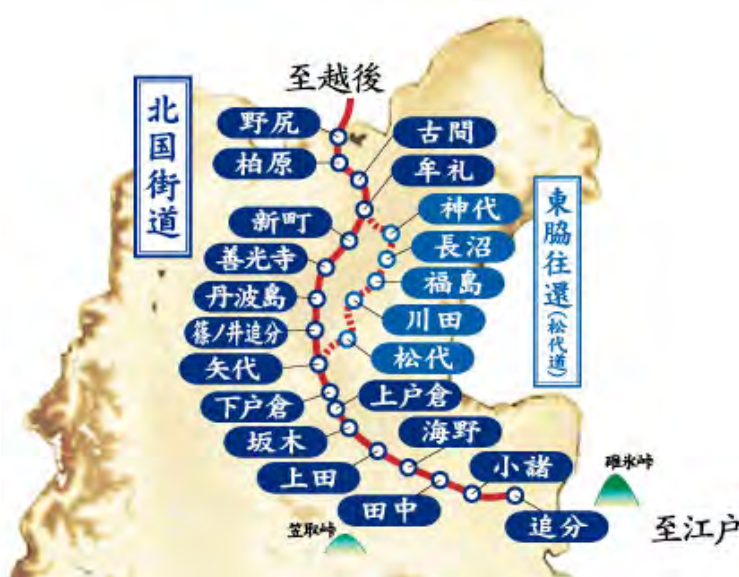 至越後
北国街道
野尻
古間
柏原
牟礼
神代
新町
長沼
善光寺
福島
丹波島
川田
篠ノ井追分
松代
矢代
東脇往還(松代道)
下戸倉
上戸倉
坂木
海野
上田
小諸
田中
追分
碓氷峠
笠取峠
至江戸